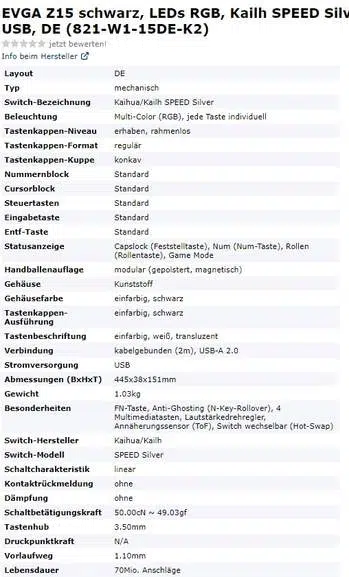 EVGA Z15 schwarz, LEDs RGB, Kailh SPEED Silv
USB, DE (821-W1-15DE-K2)
jetzt bewerten!
Info beim Hersteller
Layout DE
Typ mechanisch
Switch-Bezeichnung Kaihua/Kailh SPEED Silver
Beleuchtung Multi-Color (RGB), jede Taste individuell
Tastenkappen-Niveau erhaben, rahmenlos
Tastenkappen-Format regulär
Tastenkappen-Kuppe konkav
Nummernblock Standard
Cursorblock Standard
Steuertasten Standard
Eingabetaste Standard
Entf-Taste Standard
Statusanzeige Capslock (Feststelltaste), Num (Num-Taste), Rollen
(Rollentaste), Game Mode
Handballenauflage modular (gepolstert, magnetisch)
Gehäuse Kunststoff
Gehäusefarbe einfarbig, schwarz
Tastenkappen-
Ausführung einfarbig, schwarz
Tastenbeschriftung einfarbig, weiß, transluzent
Verbindung kabelgebunden (2m), USB-A 2.0
Stromversorgung USB
Abmessungen (BxHxT) 445x38x151mm
Gewicht 1.03kg
Besonderheiten FN-Taste, Anti-Ghosting (N-Key-Rollover), 4
Multimediatasten, Lautstärkedrehregler,
Annäherungssensor (ToF), Switch wechselbar (Hot-Swap)
Switch-Hersteller Kaihua/Kailh
Switch-Modell SPEED Silver
Schaltcharakteristik linear
Kontaktrückmeldung ohne
Dämpfung ohne
Schaltbetätigungskraft 50.00cN ~ 49.03gf
Tastenhub 3.50mm
Druckpunktkraft N/A
Vorlaufweg 1.10mm
Lebensdauer 70Mio. Anschläge